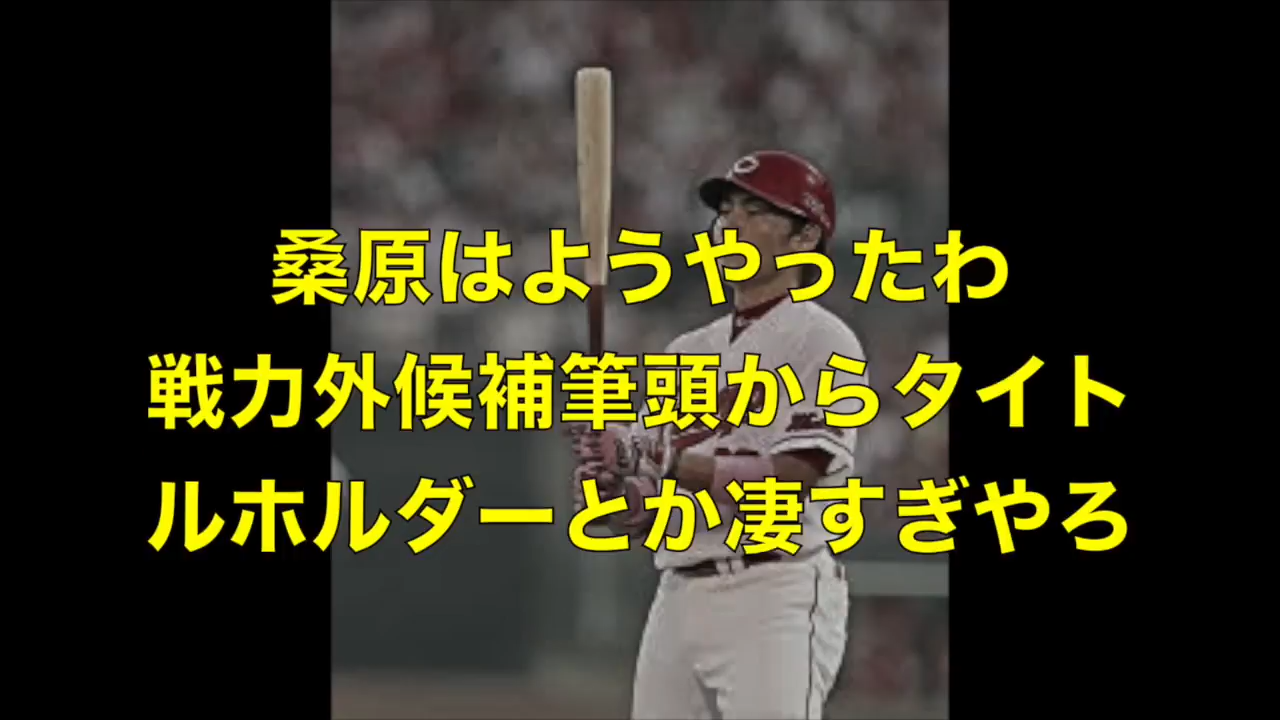 桑原はようやったわ
戦力外候補筆頭からタイト
ルホルダーとか凄すぎやろ